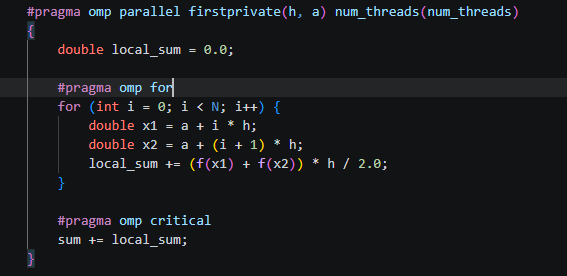 #pragma omp parallel firstprivate(h, a) num_threads(num_threads)
{
    double local_sum = 0.0;

    #pragma omp for
    for (int i = 0; i < N; i++) {
        double x1 = a + i * h;
        double x2 = a + (i + 1) * h;
        local_sum += (f(x1) + f(x2)) * h / 2.0;
    }

    #pragma omp critical
    sum += local_sum;
}